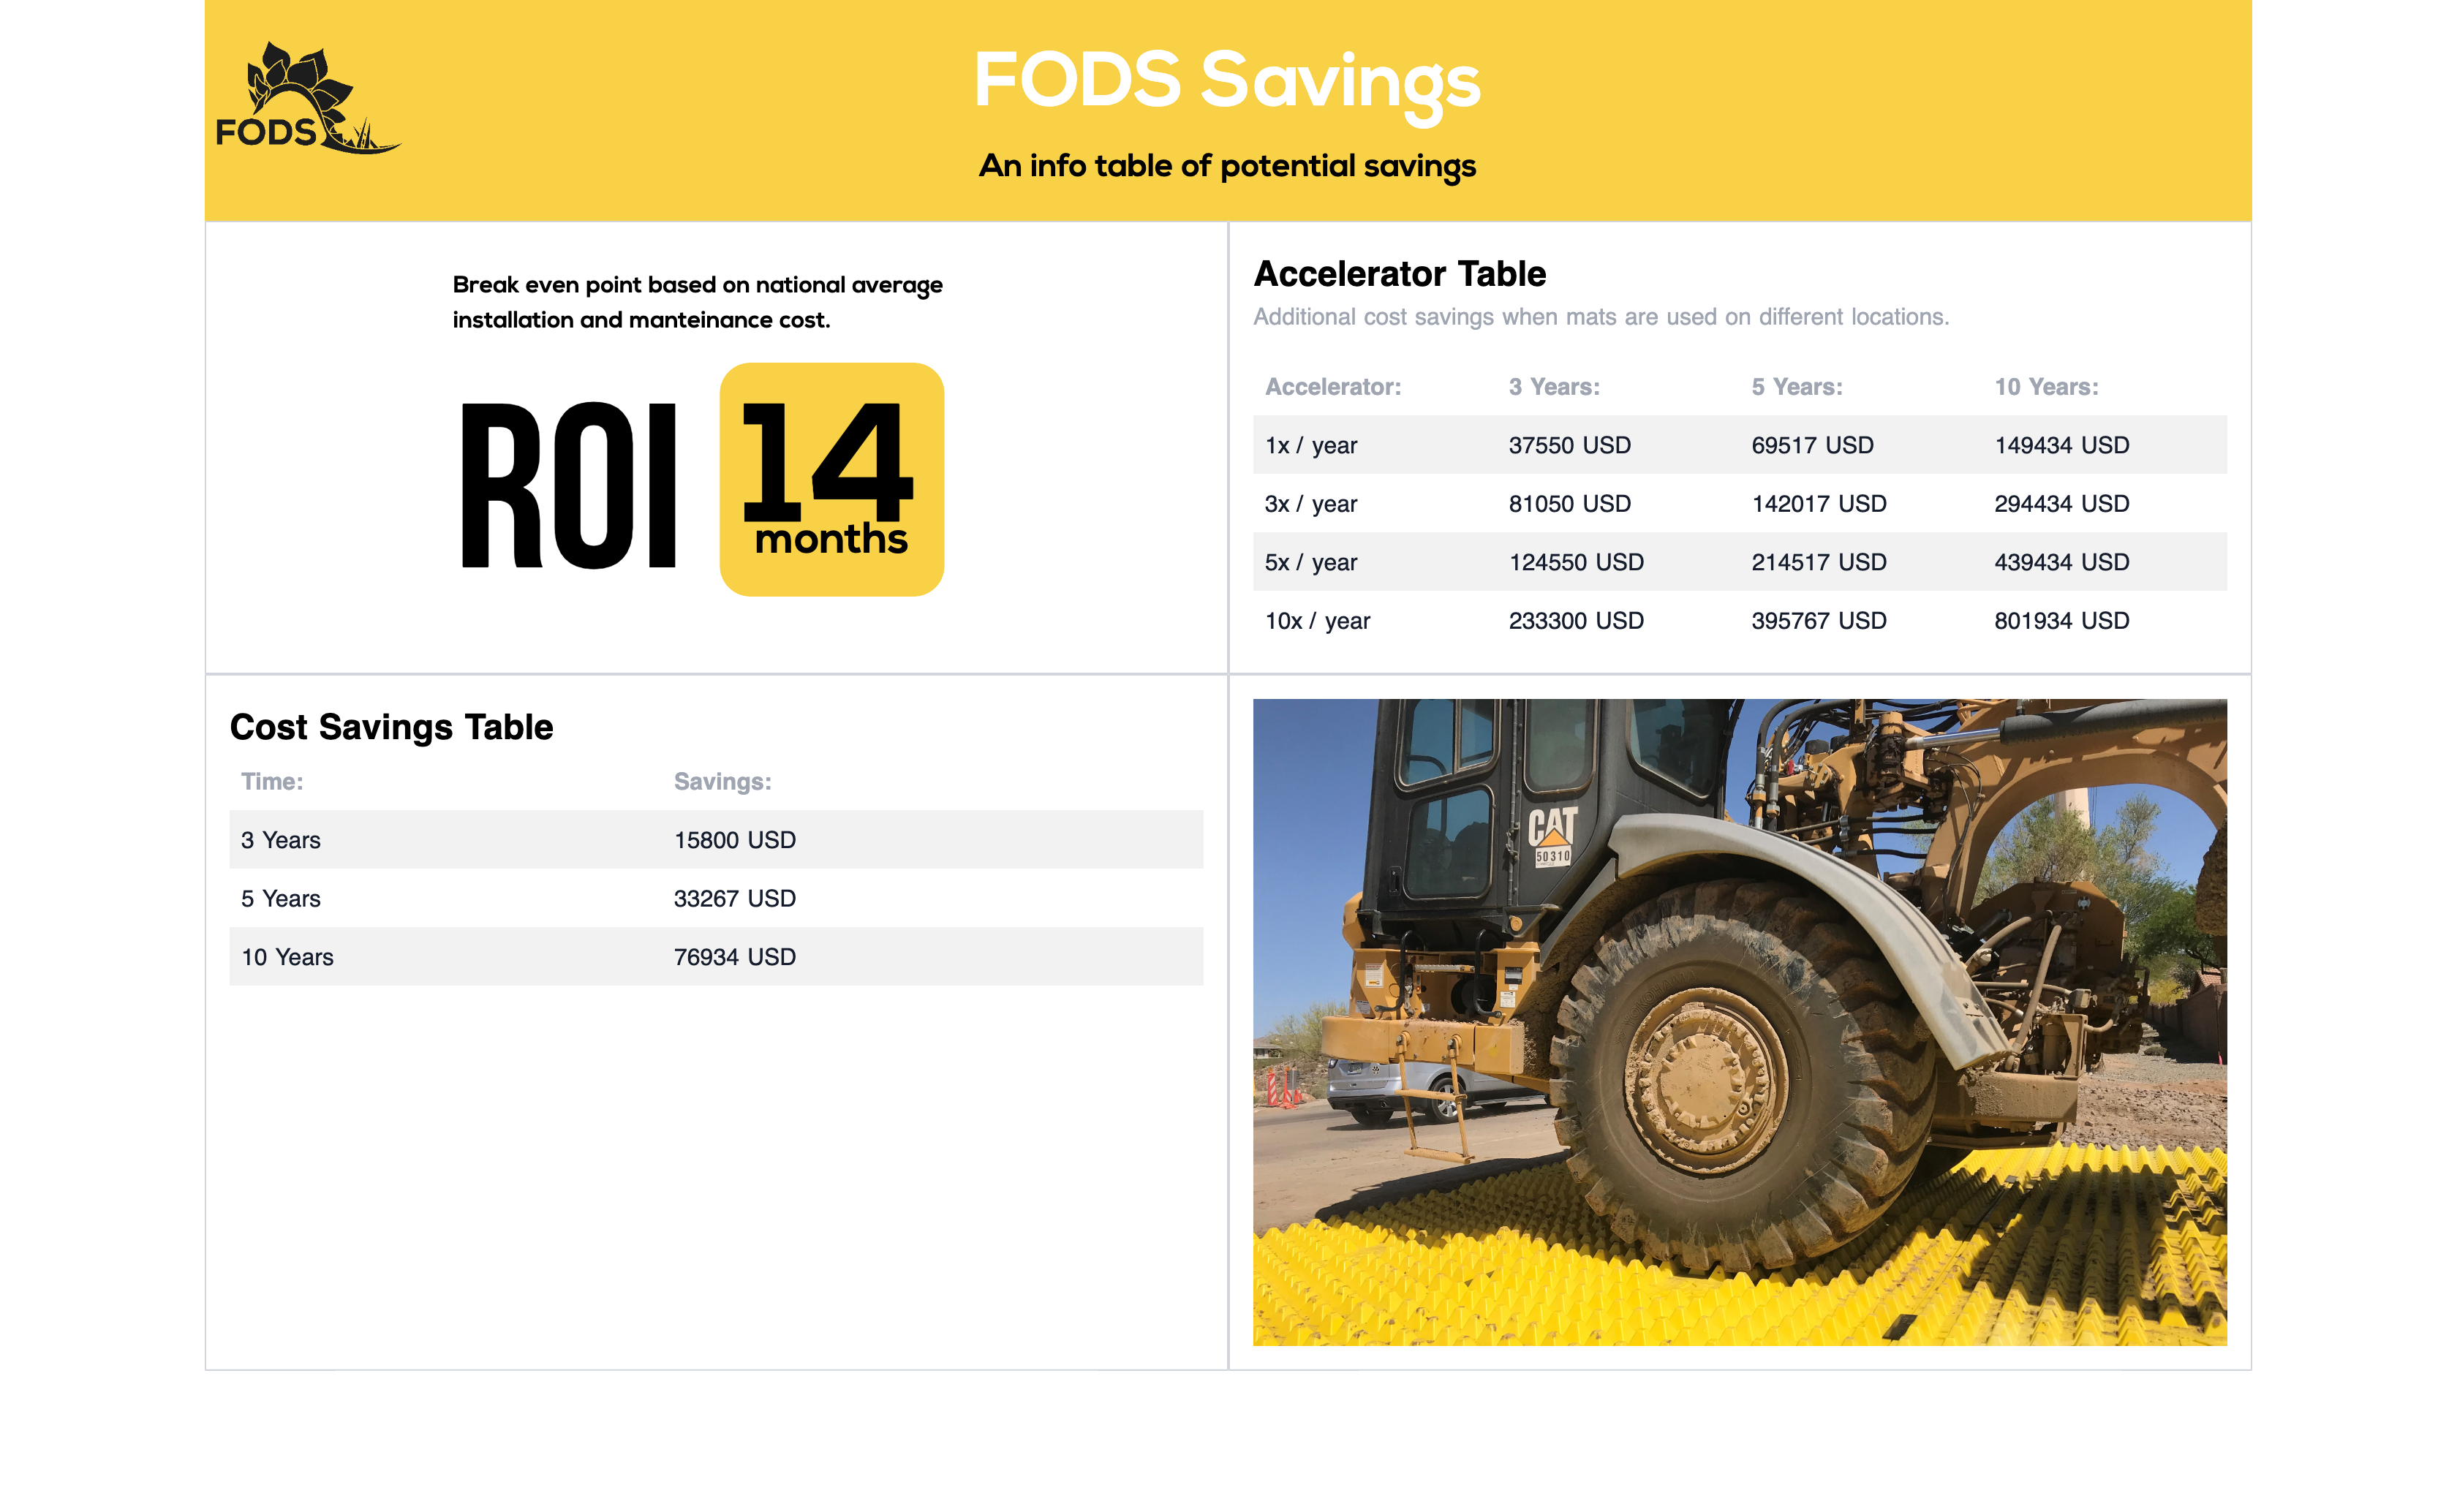 FODS
FODS Savings
An info table of potential savings
Break even point based on national average
installation and manteinance cost.
ROI 14
months
Accelerator Table
Additional cost savings when mats are used on different locations.
Accelerator: 3 Years: 5 Years: 10 Years:
1x / year 37550 USD 69517 USD 149434 USD
3x / year 81050 USD 142017 USD 294434 USD
5x / year 124550 USD 214517 USD 439434 USD
10x / year 233300 USD 395767 USD 801934 USD
Cost Savings Table
Time: Savings:
3 Years 15800 USD
5 Years 33267 USD
10 Years 76934 USD
CAT
50310